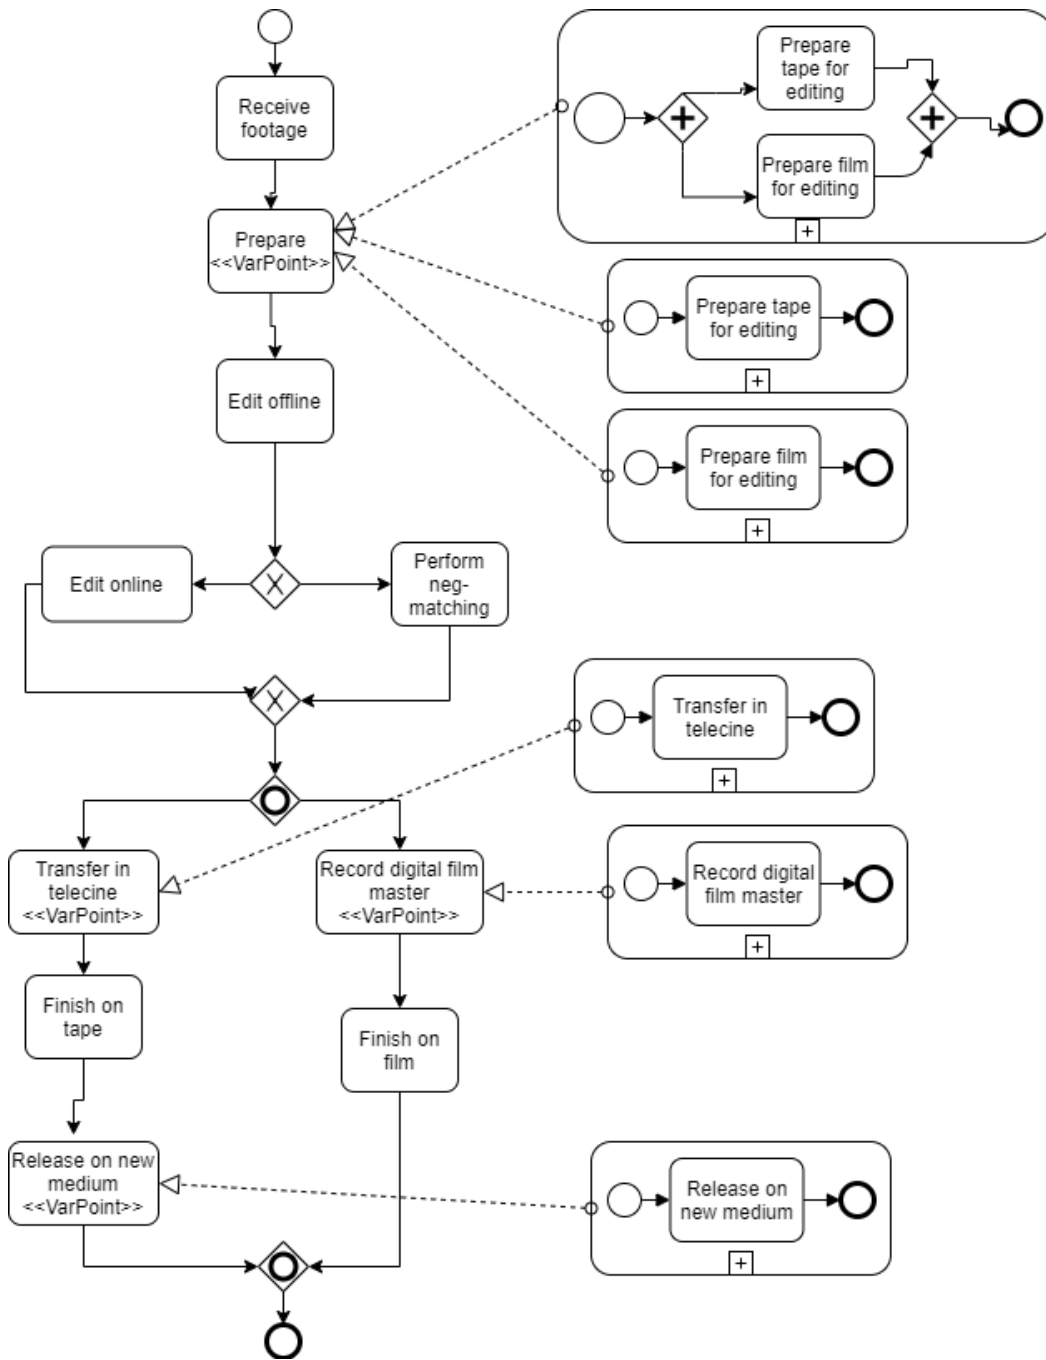 Receive
footage
Prepare
<<VarPoint>>
Edit offline
Edit online
Perform
neg-
matching
Transfer in
telecine
<<VarPoint>>
Record digital film
master
<<VarPoint>>
Finish on
tape
Finish on
film
Release on new
medium
<<VarPoint>>
Prepare
tape for
editing
Prepare film
for editing
Prepare tape
for editing
Prepare film
for editing
Transfer in
telecine
Record digital
film master
Release on
new medium